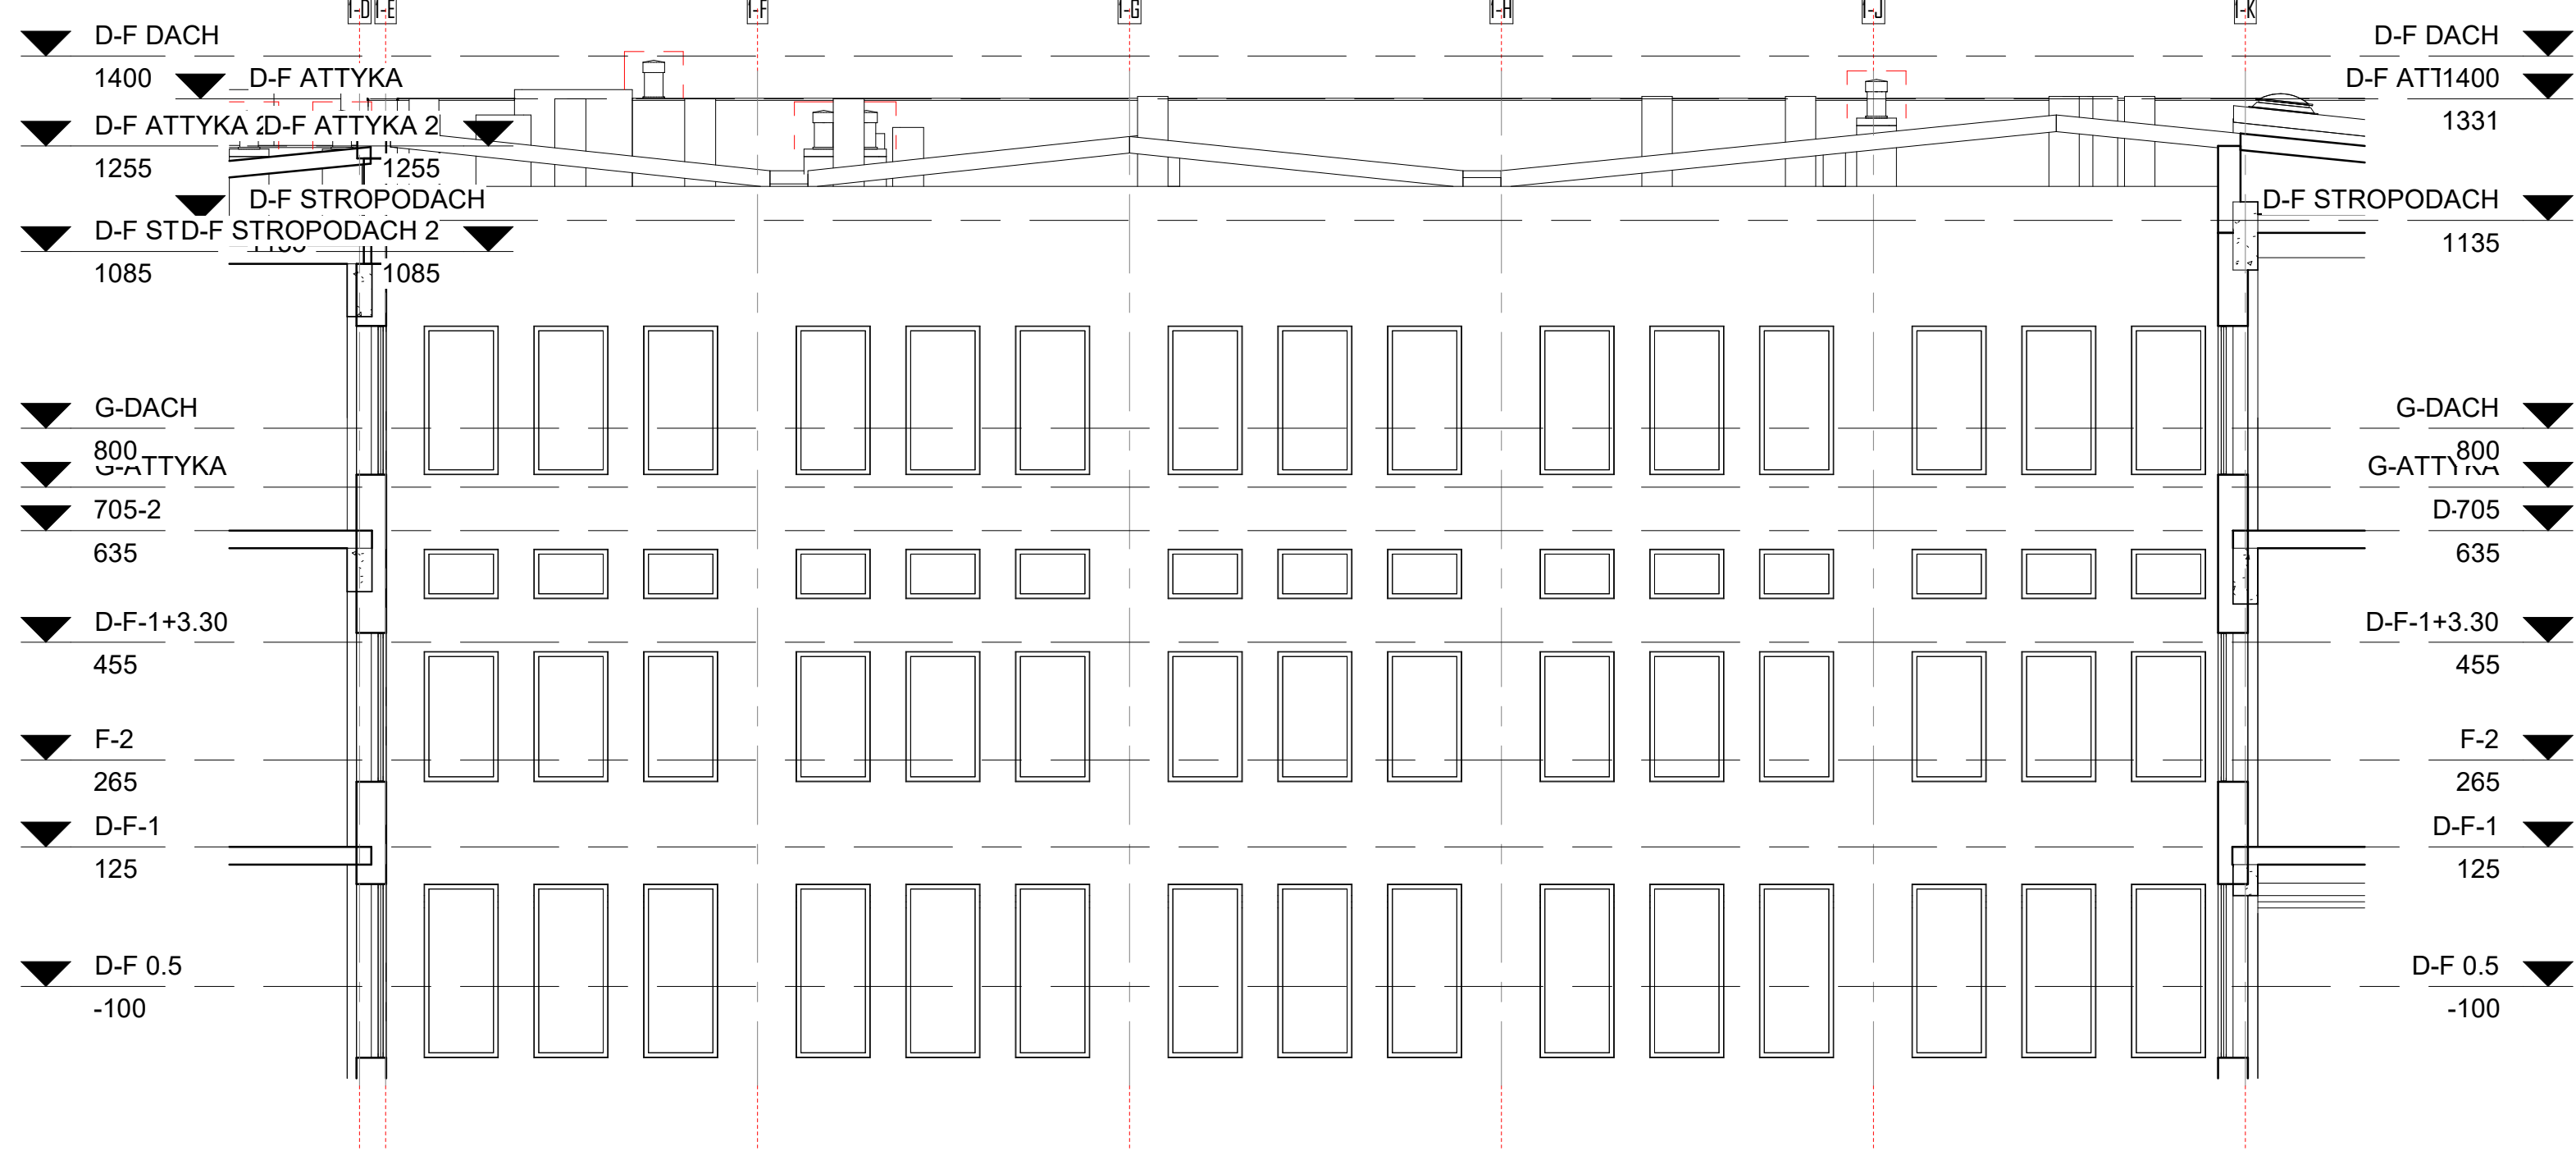 1-D 1-E 1-F 1-G 1-H 1-J 1-K
D-F DACH D-F DACH
1400 D-F ATTYKA D-F ATT 1400
D-F ATTYKA 2 D-F ATTYKA 2 1331
1255 1255
D-F STROPODACH D-F STROPODACH
D-F ST D-F STROPODACH 2 1135
1085 1085
G-DACH G-DACH
800 800
G-ATTYKA G-ATTYKA
705-2 D-705
635 635
D-F-1+3.30 D-F-1+3.30
455 455
F-2 F-2
265 265
D-F-1 D-F-1
125 125
D-F 0.5 D-F 0.5
-100 -100